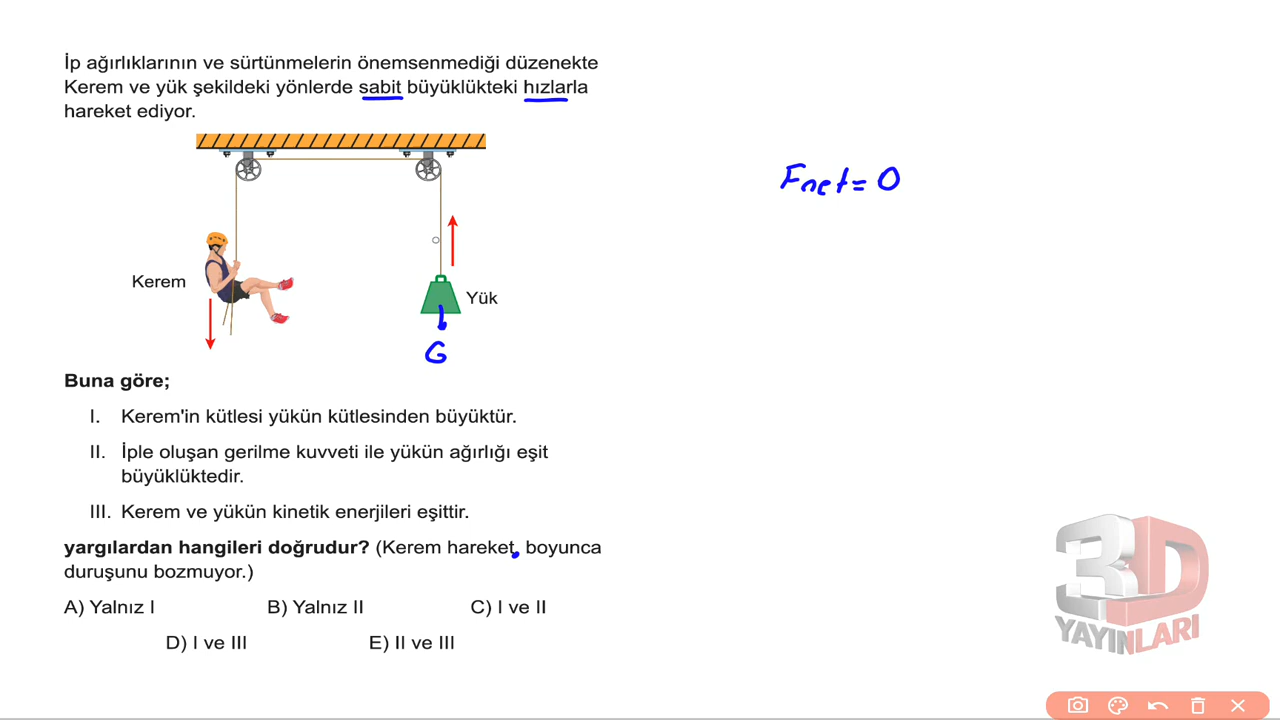 İp ağırlıklarının ve sürtünmelerin önemsenmediği düzenekte
Kerem ve yük şekildeki yönlerde sabit büyüklükteki hızlarla
hareket ediyor.
Fnet = 0
Kerem
Yük
G
Buna göre;
I. Kerem'in kütlesi yükün kütlesinden büyüktür.
II. İple oluşan gerilme kuvveti ile yükün ağırlığı eşit
büyüklüktedir.
III. Kerem ve yükün kinetik enerjileri eşittir.
yargılardan hangileri doğrudur? (Kerem hareket boyunca
duruşunu bozmuyor.)
A) Yalnız I B) Yalnız II C) I ve II
D) I ve III E) II ve III
3D
YAYINLARI